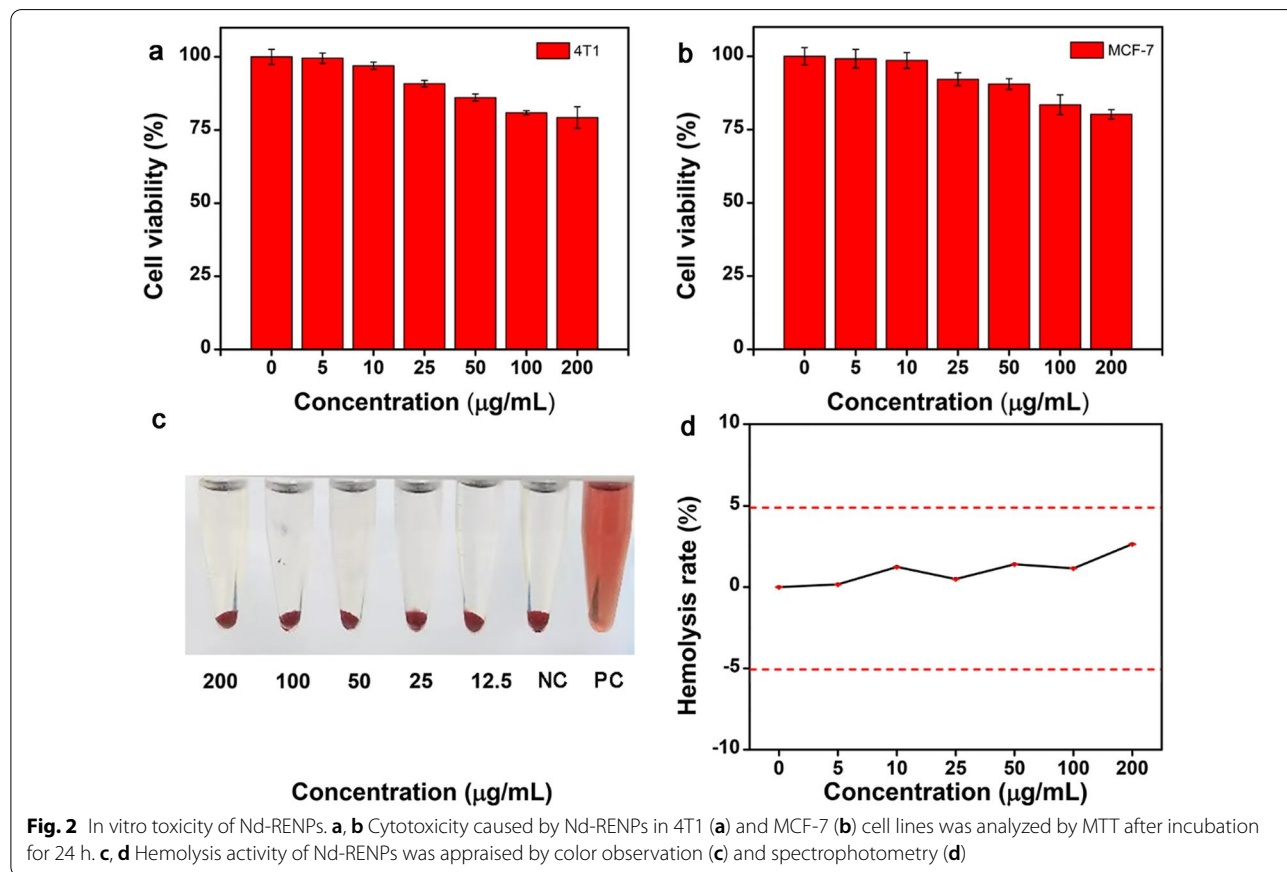 a
4T1
100
75
50
25
0
Cell viability (%)
0 5 10 25 50 100 200
Concentration (μg/mL)
b
MCF-7
100
75
50
25
0
Cell viability (%)
0 5 10 25 50 100 200
Concentration (μg/mL)
c
200 100 50 25 12.5 NC PC
Concentration (μg/mL)
d
10
5
0
-5
-10
Hemolysis rate (%)
0 5 10 25 50 100 200
Concentration (μg/mL)
Fig. 2 In vitro toxicity of Nd-RENPs. a, b Cytotoxicity caused by Nd-RENPs in 4T1 (a) and MCF-7 (b) cell lines was analyzed by MTT after incubation
for 24 h. c, d Hemolysis activity of Nd-RENPs was appraised by color observation (c) and spectrophotometry (d)